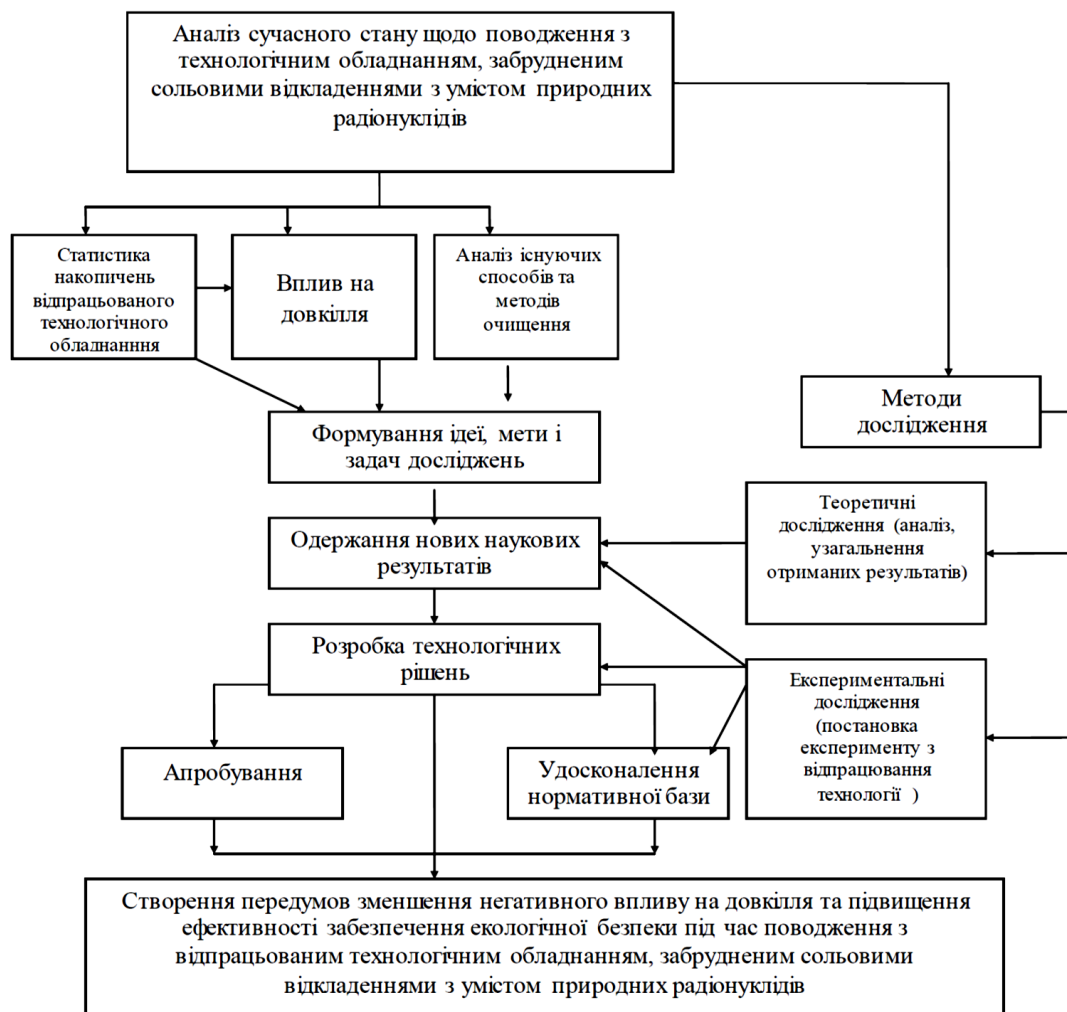 Аналіз сучасного стану щодо поводження з
технологічним обладнанням, забрудненим
сольовими відкладеннями з умістом природних
радіонуклідів
Статистика
накопичень
відпрацьованого
технологічного
обладнанння
Вплив на
довкілля
Аналіз існуючих
способів та
методів
очищення
Методи
дослідження
Формування ідеї, мети і
задач досліджень
Теоретичні
дослідження (аналіз,
узагальнення
отриманих результатів)
Одержання нових наукових
результатів
Розробка технологічних
рішень
Експериментальні
дослідження
(постановка
експерименту з
відпрацювання
технології )
Апробування
Удосконалення
нормативної бази
Створення передумов зменшення негативного впливу на довкілля та підвищення
ефективності забезпечення екологічної безпеки під час поводження з
відпрацьованим технологічним обладнанням, забрудненим сольовими
відкладеннями з умістом природних радіонуклідів